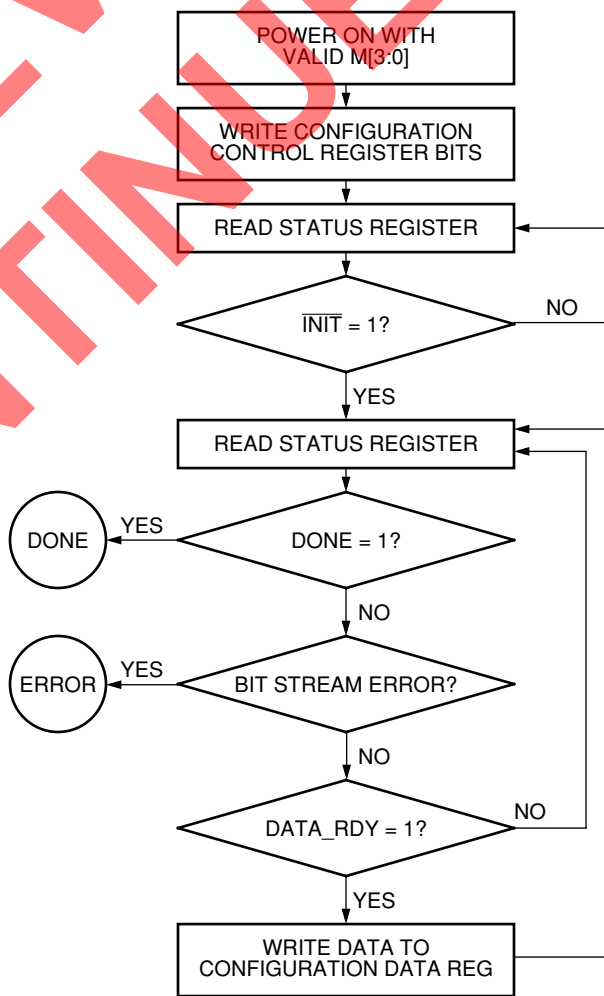 POWER ON WITH
VALID M[3:0]
WRITE CONFIGURATION
CONTROL REGISTER BITS
READ STATUS REGISTER
INIT = 1?
NO
YES
READ STATUS REGISTER
DONE
YES
DONE = 1?
NO
ERROR
YES
BIT STREAM ERROR?
NO
DATA_RDY = 1?
NO
YES
WRITE DATA TO
CONFIGURATION DATA REG
TINUE